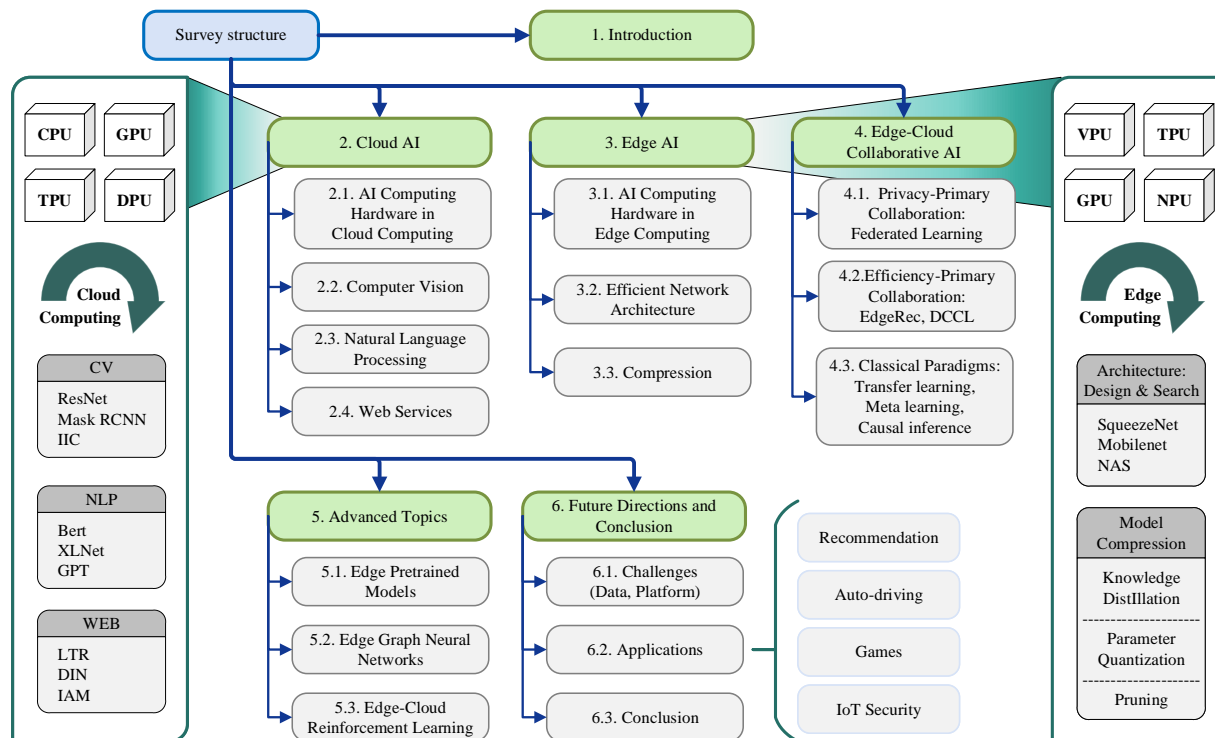 Survey structure
1. Introduction
CPU
GPU
TPU
DPU
Cloud
Computing
CV
ResNet
Mask RCNN
IIC
NLP
Bert
XLNet
GPT
WEB
LTR
DIN
IAM
2. Cloud AI
2.1. AI Computing
Hardware in
Cloud Computing
2.2. Computer Vision
2.3. Natural Language
Processing
2.4. Web Services
3. Edge AI
3.1. AI Computing
Hardware in
Edge Computing
3.2. Efficient Network
Architecture
3.3. Compression
4. Edge-Cloud
Collaborative AI
4.1. Privacy-Primary
Collaboration:
Federated Learning
4.2.Efficiency-Primary
Collaboration:
EdgeRec, DCCL
4.3. Classical Paradigms:
Transfer learning,
Meta learning,
Causal inference
5. Advanced Topics
5.1. Edge Pretrained
Models
5.2. Edge Graph Neural
Networks
5.3. Edge-Cloud
Reinforcement Learning
6. Future Directions and
Conclusion
6.1. Challenges
(Data, Platform)
6.2. Applications
6.3. Conclusion
Recommendation
Auto-driving
Games
IoT Security
VPU
TPU
GPU
NPU
Edge
Computing
Architecture:
Design & Search
SqueezeNet
Mobilenet
NAS
Model
Compression
Knowledge
DistIllation
Parameter
Quantization
Pruning